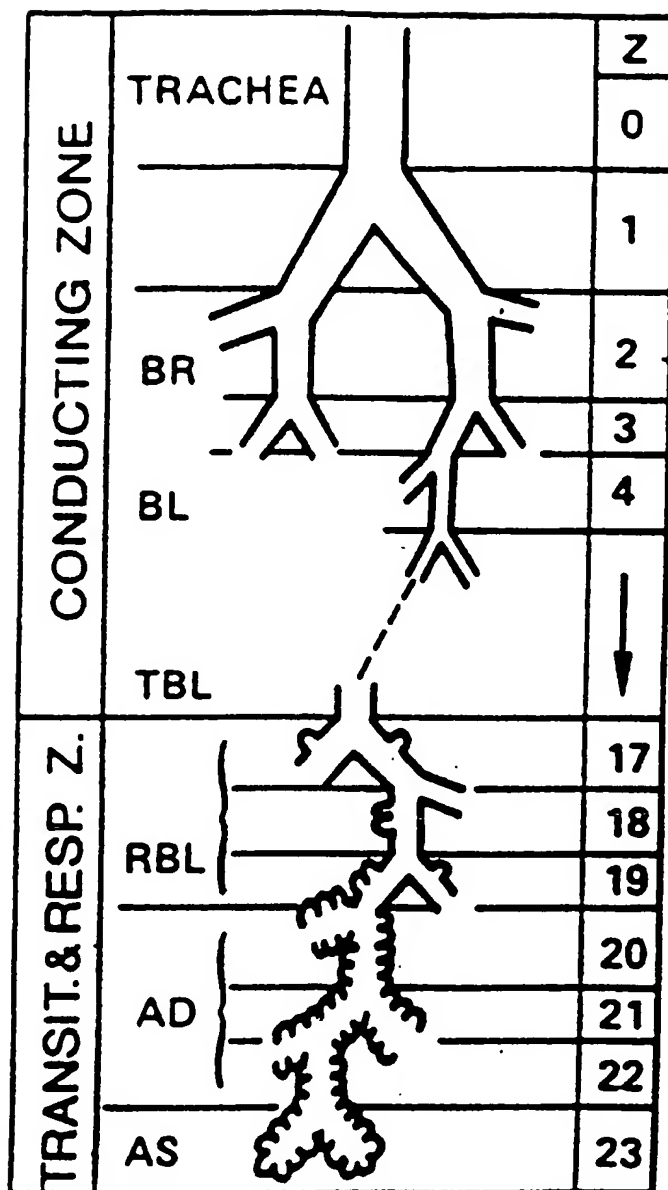 Z
TRACHEA
0
1
BR
2
3
BL
4
TBL
CONDUCTING ZONE
17
18
RBL
19
20
AD
21
22
AS
23
TRANSIT.& RESP. Z.